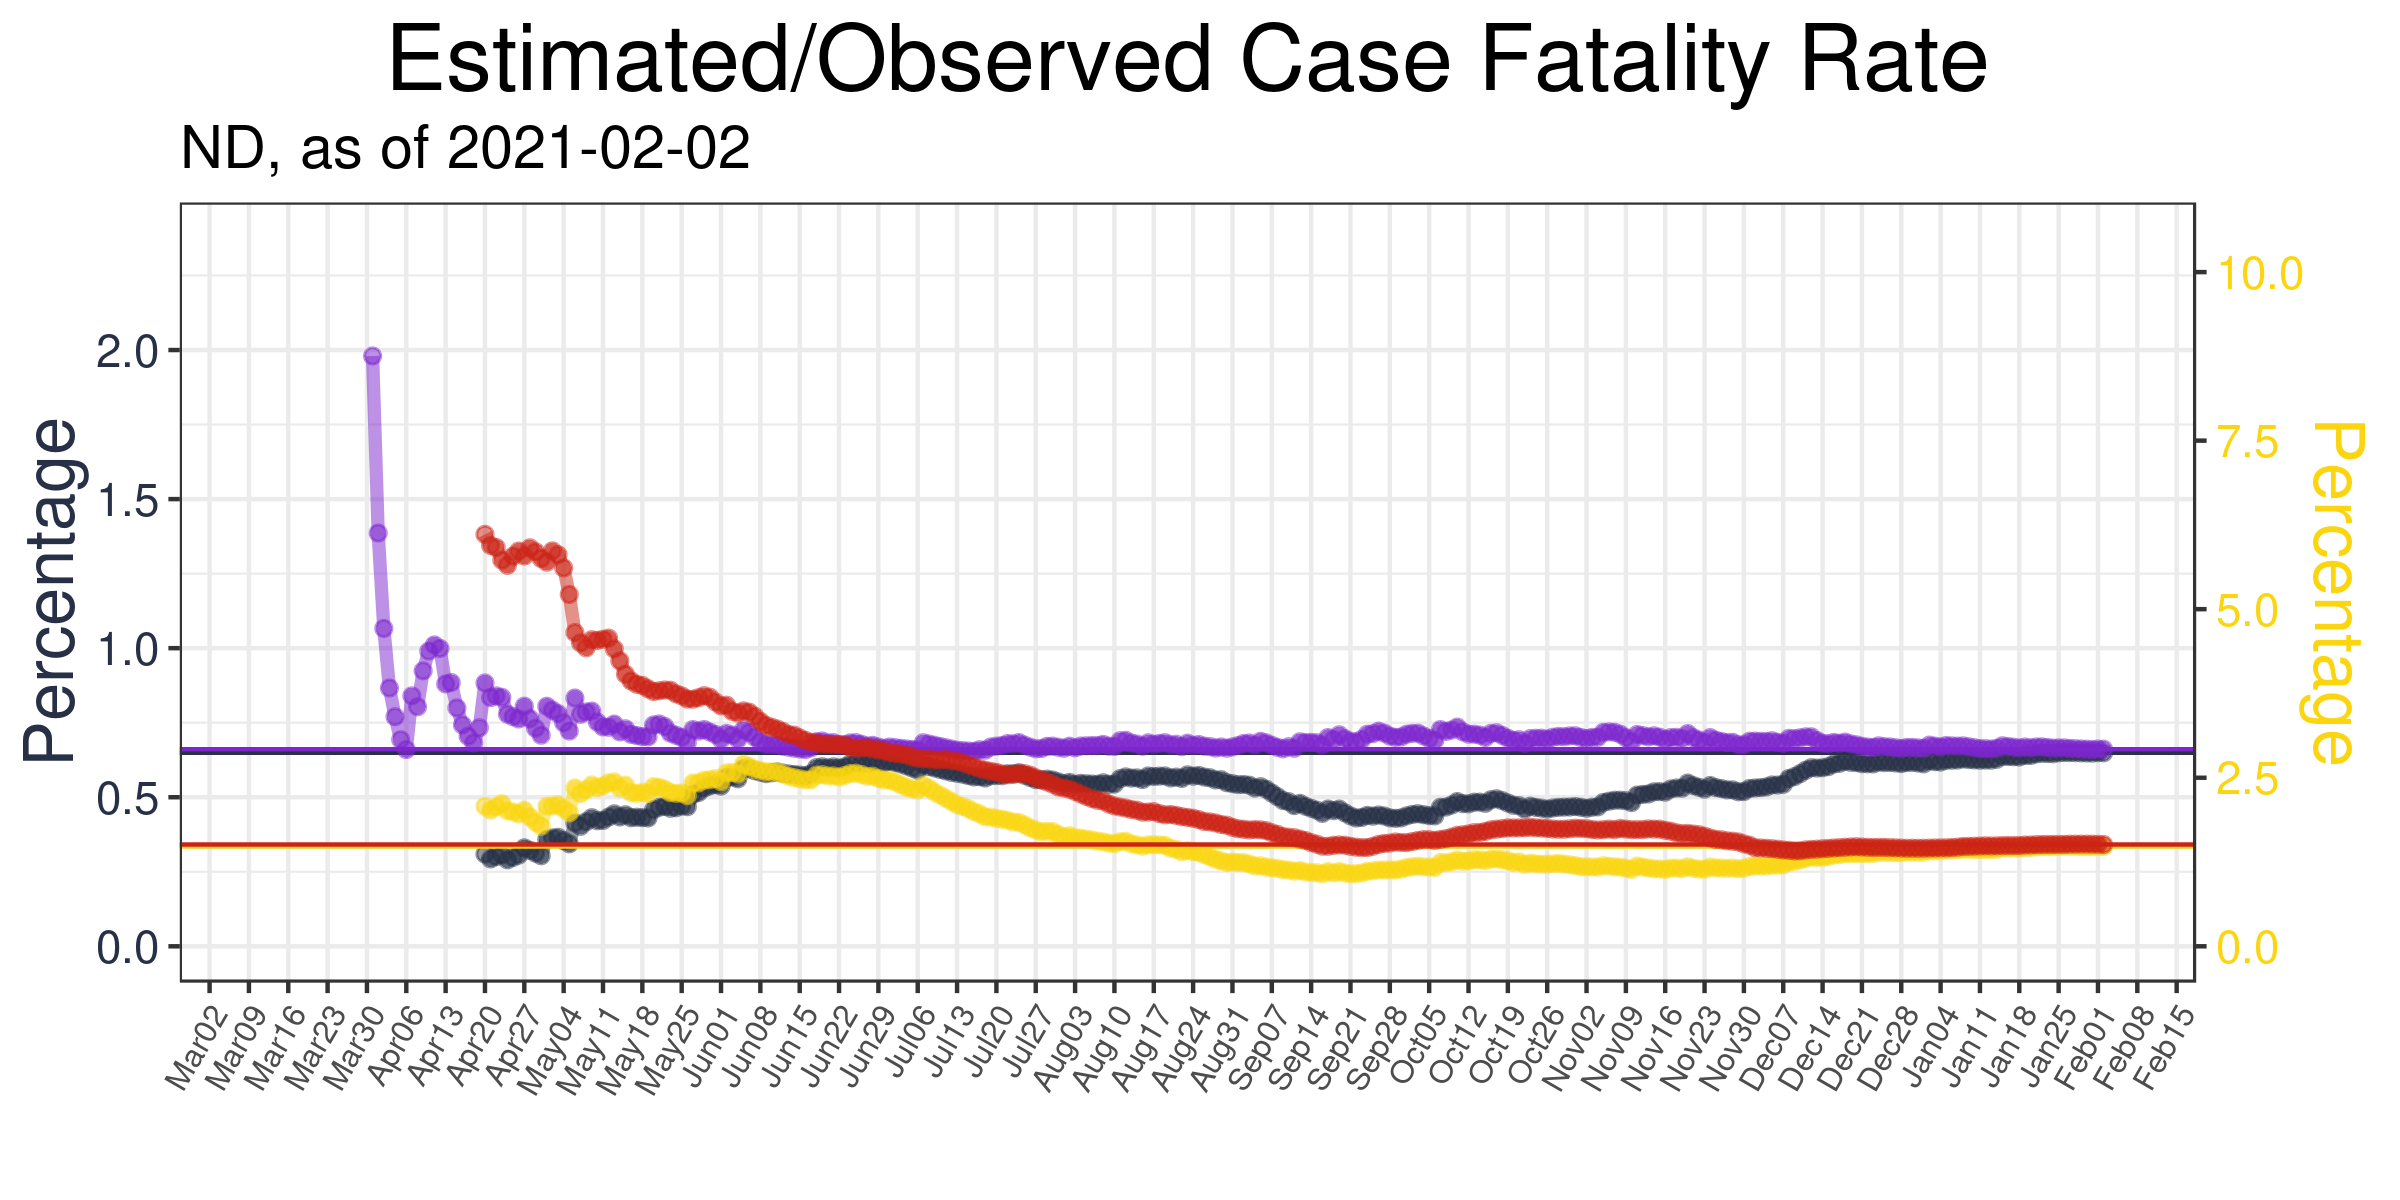 Estimated/Observed Case Fatality Rate
ND, as of 2021-02-02
Percentage
2.0
1.5
1.0
0.5
0.0
10.0
7.5
5.0
2.5
0.0
Percentage
Mar02
Mar09
Mar16
Mar23
Mar30
Apr06
Apr13
Apr20
Apr27
May04
May11
May18
May25
Jun01
Jun08
Jun15
Jun22
Jun29
Jul06
Jul13
Jul20
Jul27
Aug03
Aug10
Aug17
Aug24
Aug31
Sep07
Sep14
Sep21
Sep28
Oct05
Oct12
Oct19
Oct26
Nov02
Nov09
Nov16
Nov23
Nov30
Dec07
Dec14
Dec21
Dec28
Jan04
Jan11
Jan18
Jan25
Feb01
Feb08
Feb15